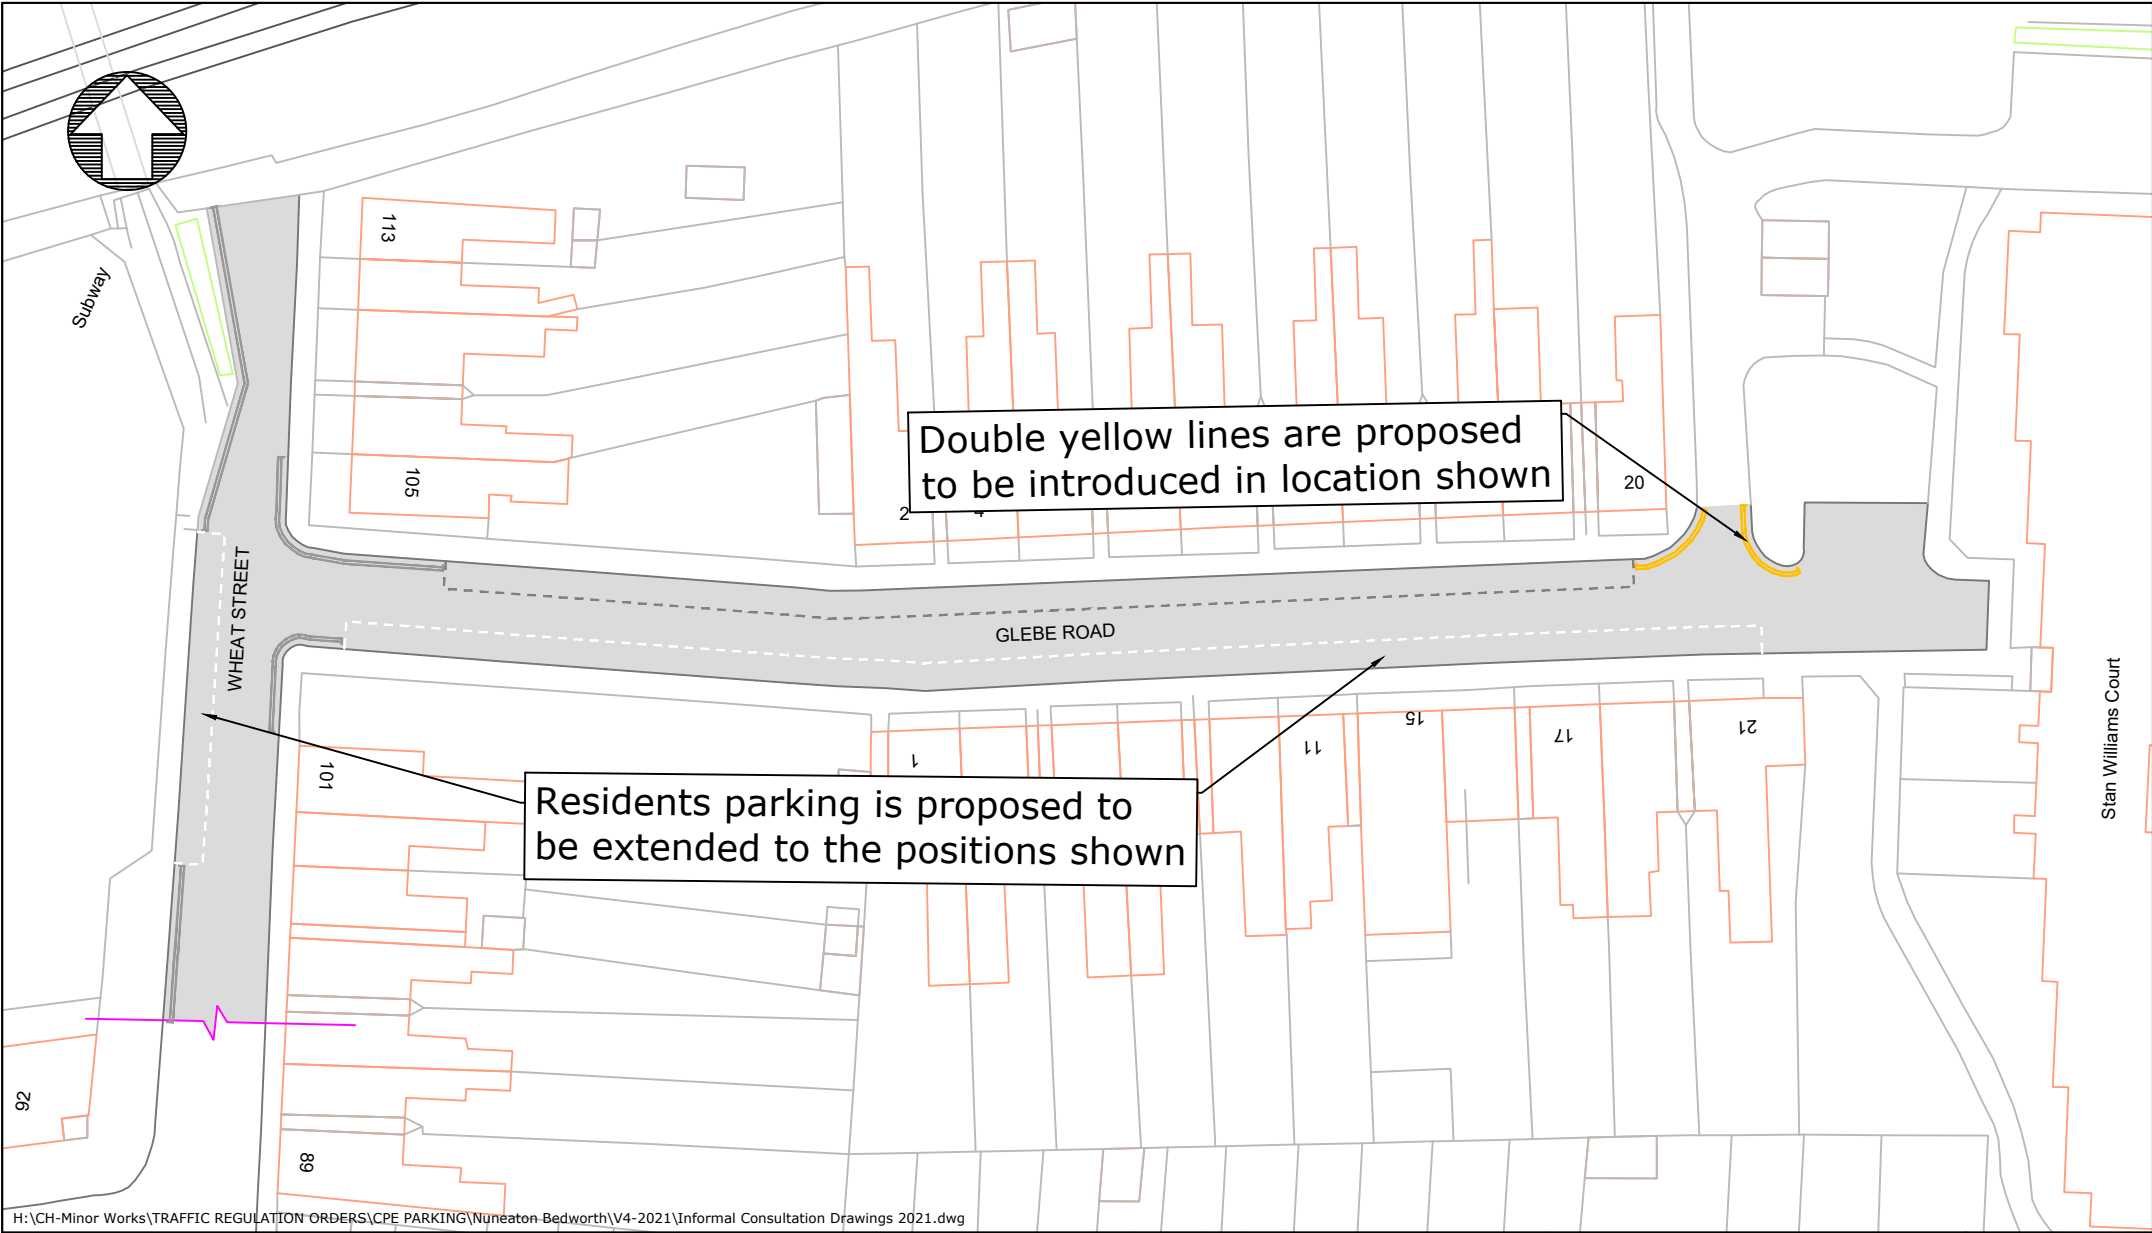 113
Subway
105
Double yellow lines are proposed
to be introduced in location shown
20
2
WHEAT STREET
GLEBE ROAD
Stan Williams Court
1
11
15
17
21
101
Residents parking is proposed to
be extended to the positions shown
92
89
H:\CH-Minor Works\TRAFFIC REGULATION ORDERS\CPE PARKING\Nuneaton Bedworth\V4-2021\Informal Consultation Drawings 2021.dwg